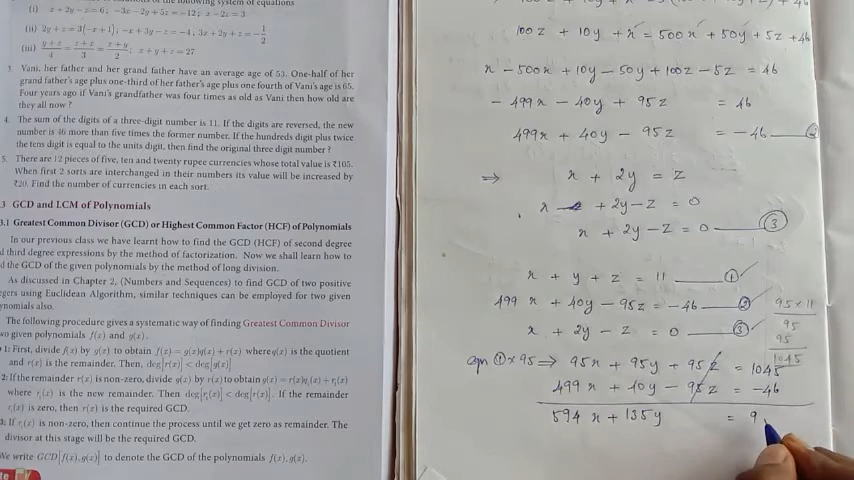 (i) x + 2y − z = 6; −3x − 2y + 5z = −12; x − 2z = 3
(ii) 2y + z = 3(−x + 1), −x + 3y − z = −4, 3x + 2y + z = −1/2
(iii) (y + z)/4 = (z + x)/3 = (x + y)/2; x + y + z = 27
3. Vani, her father and her grand father have an average age of 53. One-half of her
grand father's age plus one-third of her father's age plus one fourth of Vani's age is 65.
Four years ago if Vani's grandfather was four times as old as Vani then how old are
they all now ?
4. The sum of the digits of a three-digit number is 11. If the digits are reversed, the new
number is 46 more than five times the former number. If the hundreds digit plus twice
the tens digit is equal to the units digit, then find the original three digit number ?
5. There are 12 pieces of five, ten and twenty rupee currencies whose total value is ₹105.
When first 2 sorts are interchanged in their numbers its value will be increased by
₹20. Find the number of currencies in each sort.
3 GCD and LCM of Polynomials
3.1 Greatest Common Divisor (GCD) or Highest Common Factor (HCF) of Polynomials
In our previous class we have learnt how to find the GCD (HCF) of second degree
d third degree expressions by the method of factorization. Now we shall learn how to
d the GCD of the given polynomials by the method of long division.
As discussed in Chapter 2, (Numbers and Sequences) to find GCD of two positive
egers using Euclidean Algorithm, similar techniques can be employed for two given
ynomials also.
The following procedure gives a systematic way of finding Greatest Common Divisor
wo given polynomials f(x) and g(x).
1: First, divide f(x) by g(x) to obtain f(x) = g(x)q(x) + r(x) where q(x) is the quotient
and r(x) is the remainder. Then, deg[r(x)] < deg[g(x)]
2: If the remainder r(x) is non-zero, divide g(x) by r(x) to obtain g(x) = r(x)q₁(x) + r₁(x)
where r₁(x) is the new remainder. Then deg[r₁(x)] < deg[r(x)]. If the remainder
r₁(x) is zero, then r(x) is the required GCD.
3: If r₁(x) is non-zero, then continue the process until we get zero as remainder. The
divisor at this stage will be the required GCD.
We write GCD[f(x), g(x)] to denote the GCD of the polynomials f(x), g(x).
100z + 10y + x = 500x + 50y + 5z + 46
x − 500x + 10y − 50y + 100z − 5z = 46
− 499x − 40y + 95z = 46
499x + 40y − 95z = −46 ②
⇒ x + 2y = z
x + 2y − z = 0
x + 2y − z = 0 ③
x + y + z = 11 ①
499x + 40y − 95z = −46 ②
x + 2y − z = 0 ③
95 × 11
95
95
1045
eqn ① × 95 ⇒ 95x + 95y + 95z = 1045
499x + 40y − 95z = −46
594x + 135y = 9